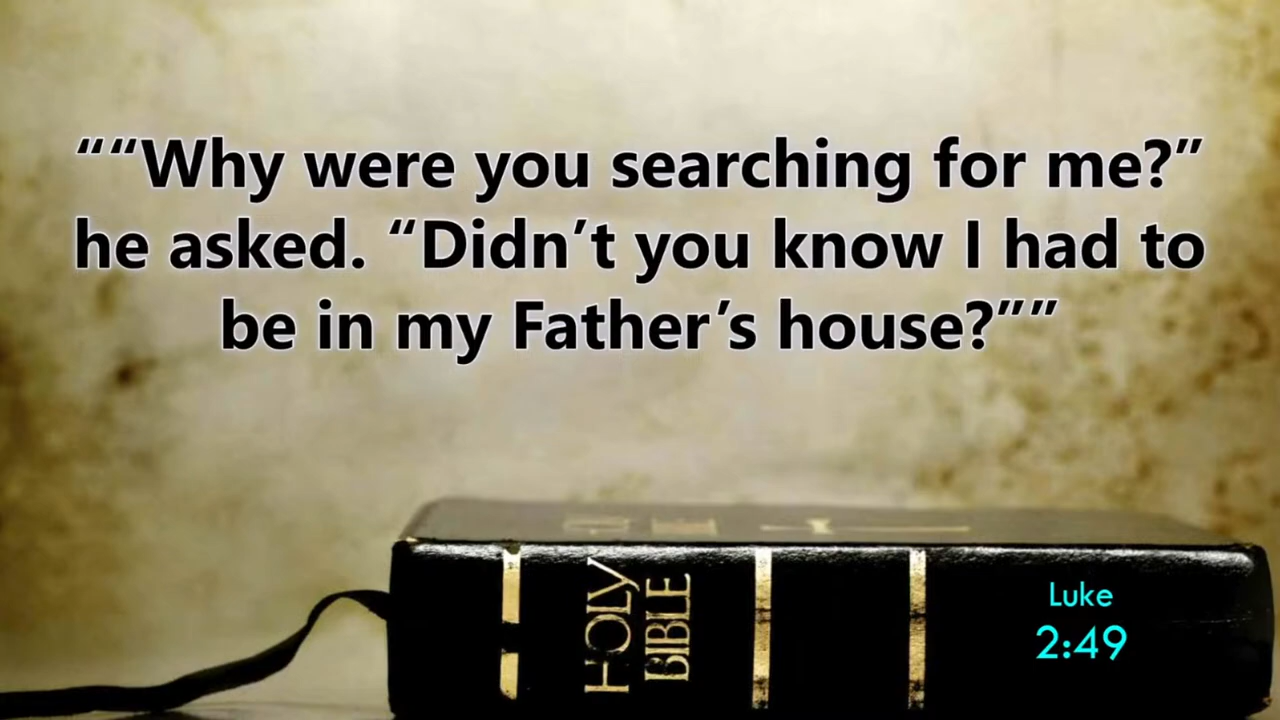 ““Why were you searching for me?”
he asked. “Didn’t you know I had to
be in my Father’s house?””
HOLY
BIBLE
Luke
2:49